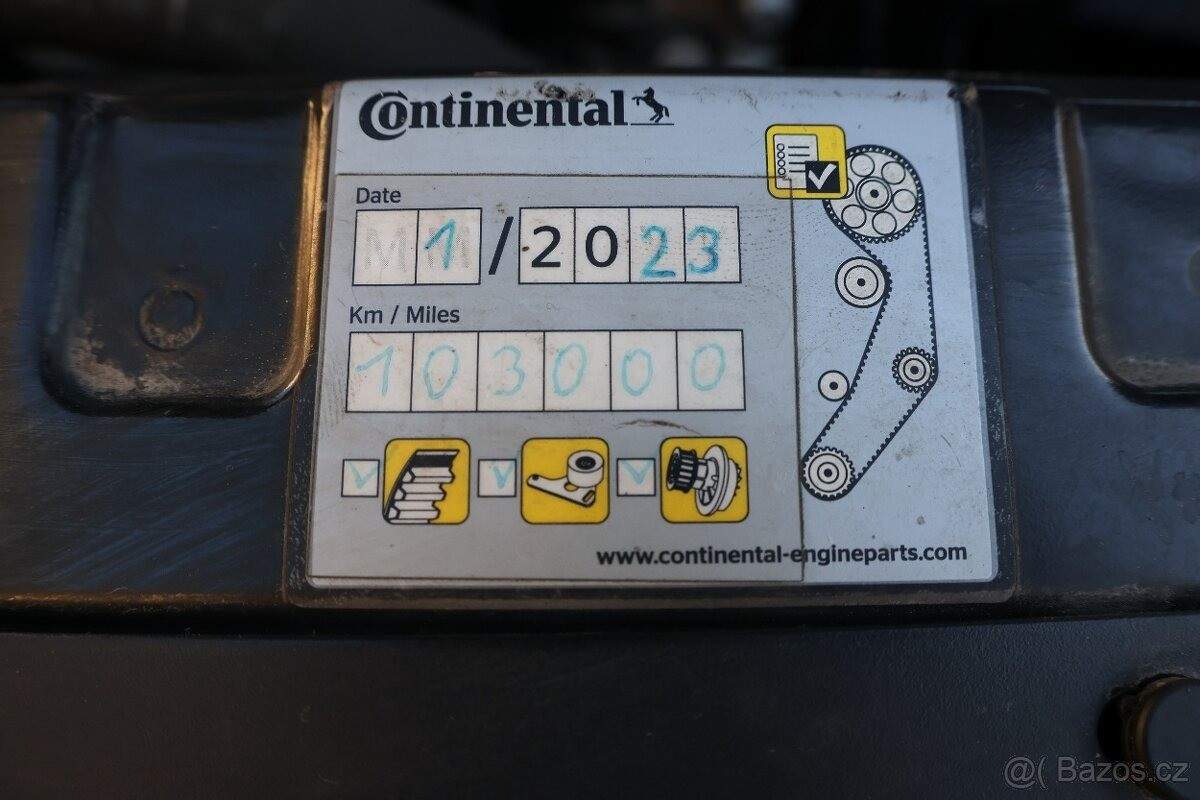 Continental
Date
1/2023
Km / Miles
103000
www.continental-engineparts.com
@( Bazos.cz